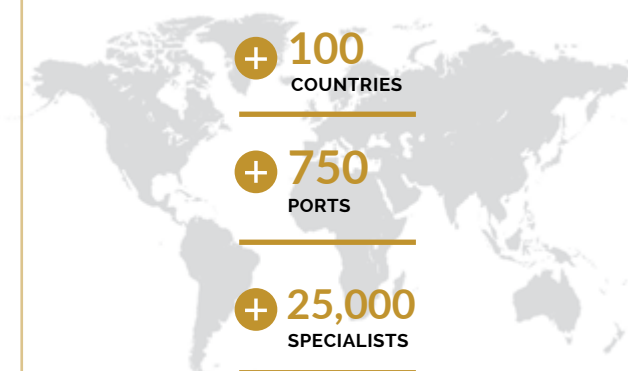 + 100
COUNTRIES
+ 750
PORTS
+ 25,000
SPECIALISTS